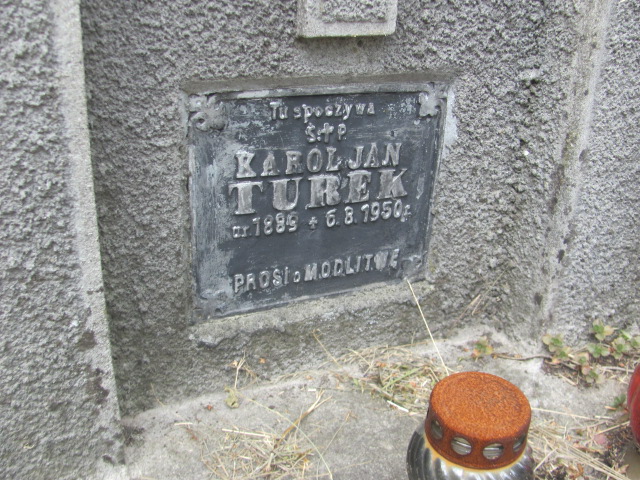 Tu spoczywa
Ś.†P.
KAROL JAN
TUREK
ur. 1889 + 6.8.1950 r.
PROSI o MODLITWĘ